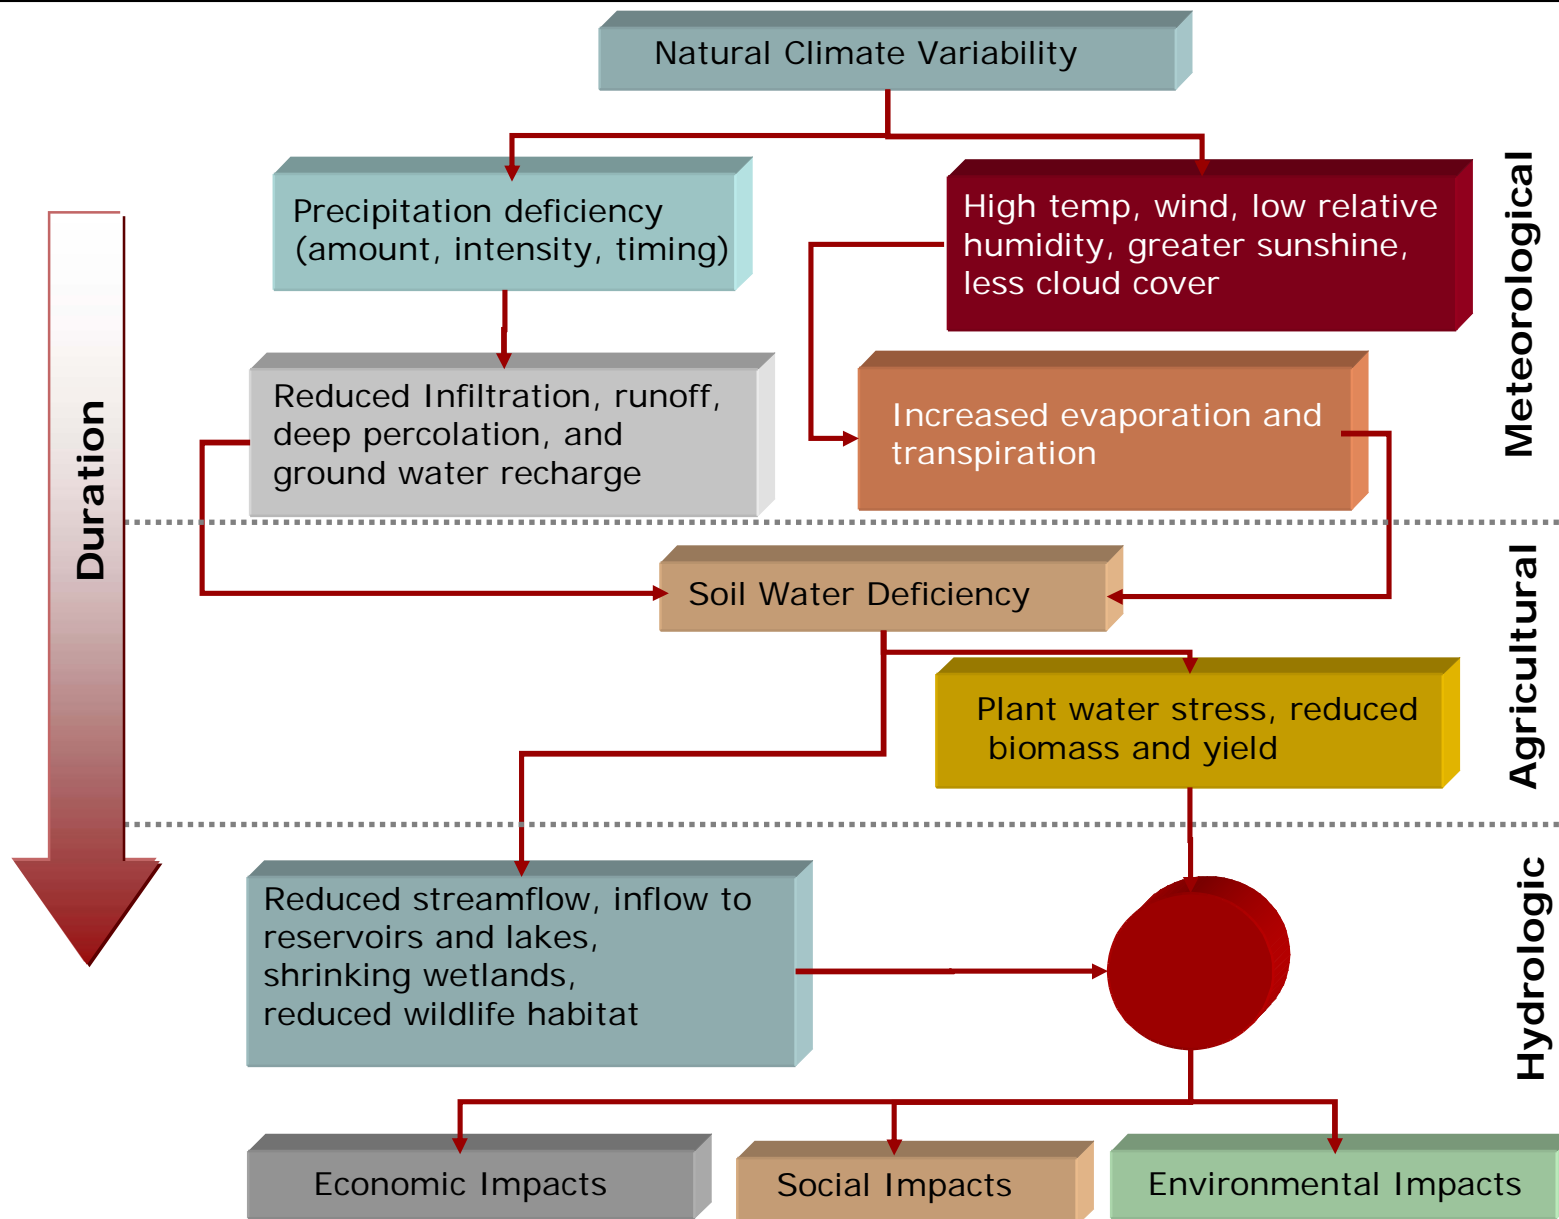 Natural Climate Variability
Precipitation deficiency
(amount, intensity, timing)
High temp, wind, low relative
humidity, greater sunshine,
less cloud cover
Meteorological
Reduced Infiltration, runoff,
deep percolation, and
ground water recharge
Increased evaporation and
transpiration
Duration
Soil Water Deficiency
Plant water stress, reduced
biomass and yield
Agricultural
Reduced streamflow, inflow to
reservoirs and lakes,
shrinking wetlands,
reduced wildlife habitat
Hydrologic
Economic Impacts
Social Impacts
Environmental Impacts